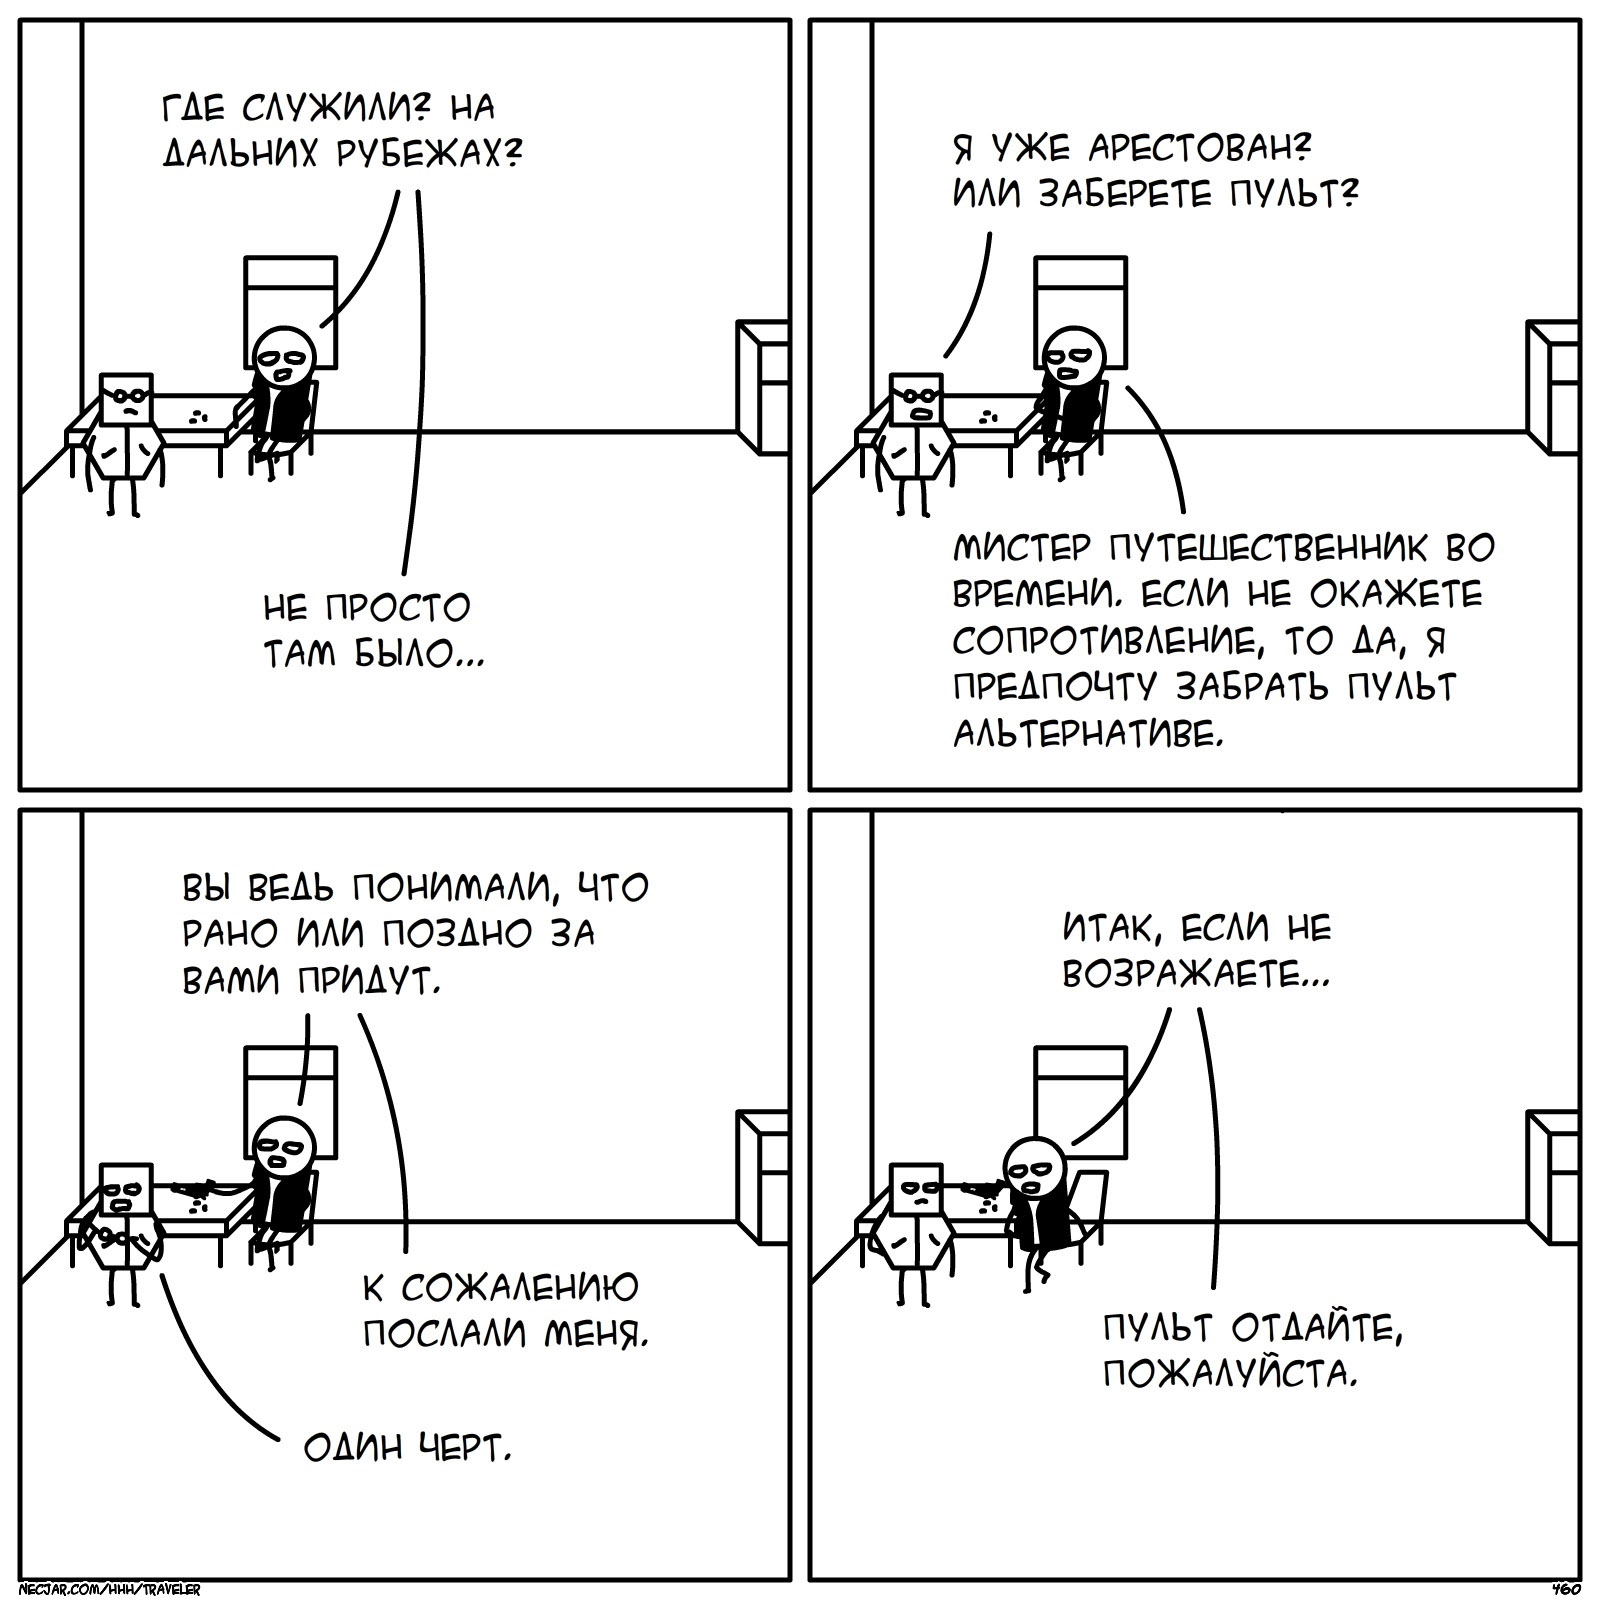 ГДЕ СЛУЖИЛИ? НА
ДАЛЬНИХ РУБЕЖАХ?
НЕ ПРОСТО
ТАМ БЫЛО...
Я УЖЕ АРЕСТОВАН?
ИЛИ ЗАБЕРЕТЕ ПУЛЬТ?
МИСТЕР ПУТЕШЕСТВЕННИК ВО
ВРЕМЕНИ. ЕСЛИ НЕ ОКАЖЕТЕ
СОПРОТИВЛЕНИЕ, ТО ДА, Я
ПРЕДПОЧТУ ЗАБРАТЬ ПУЛЬТ
АЛЬТЕРНАТИВЕ.
ВЫ ВЕДЬ ПОНИМАЛИ, ЧТО
РАНО ИЛИ ПОЗДНО ЗА
ВАМИ ПРИДУТ.
К СОЖАЛЕНИЮ
ПОСЛАЛИ МЕНЯ.
ОДИН ЧЕРТ.
ИТАК, ЕСЛИ НЕ
ВОЗРАЖАЕТЕ...
ПУЛЬТ ОТДАЙТЕ,
ПОЖАЛУЙСТА.
NECJAR.COM/HHH/TRAVELER
460